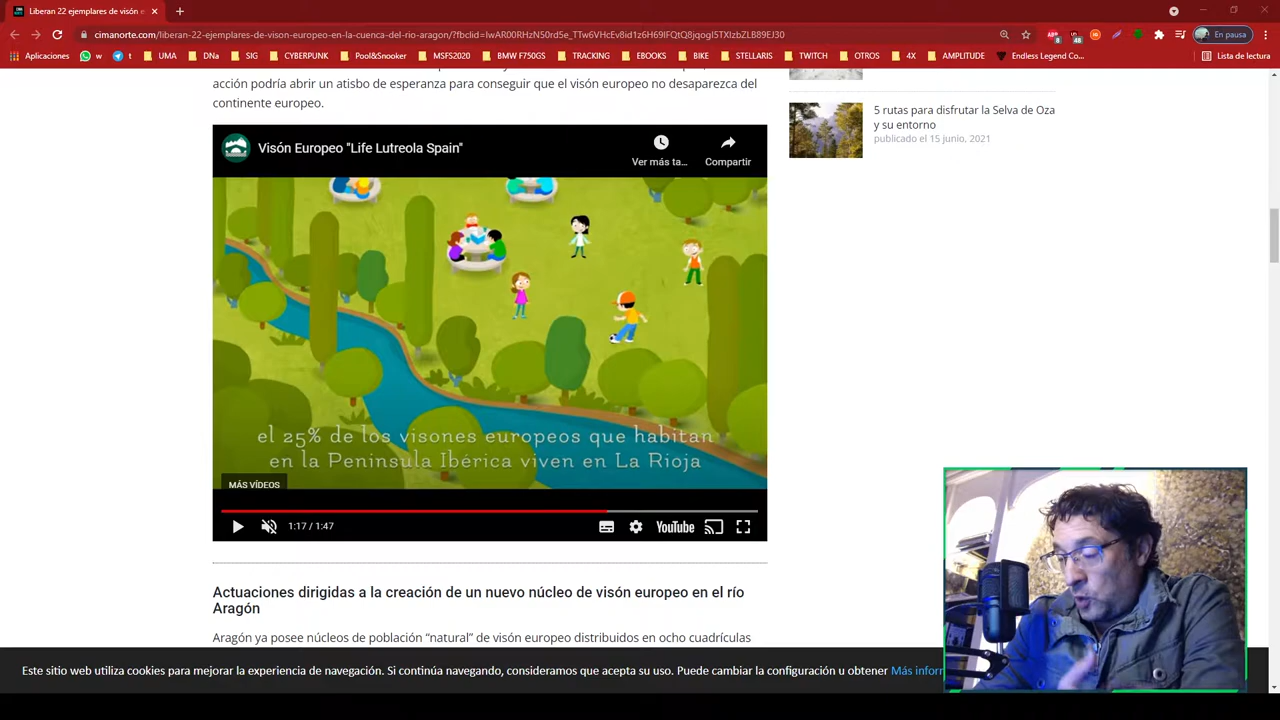 Liberan 22 ejemplares de visón e
cimanorte.com/liberan-22-ejemplares-de-vison-europeo-en-la-cuenca-del-rio-aragon/?fbclid=
En pausa
Aplicaciones
w
t
UMA
DNa
SIG
CYBERPUNK
Pool&Snooker
MSFS2020
BMW F750GS
TRACKING
EBOOKS
BIKE
STELLARIS
TWITCH
OTROS
4X
AMPLITUDE
Endless Legend Co...
Lista de lectura
acción podría abrir un atisbo de esperanza para conseguir que el visón europeo no desaparezca del
continente europeo.
Visón Europeo "Life Lutreola Spain"
Ver más ta...
Compartir
el 25% de los visones europeos que habitan
en la Península Ibérica viven en La Rioja
MÁS VÍDEOS
1:17 / 1:47
YouTube
5 rutas para disfrutar la Selva de Oza
y su entorno
publicado el 15 junio, 2021
Actuaciones dirigidas a la creación de un nuevo núcleo de visón europeo en el río
Aragón
Aragón ya posee núcleos de población “natural” de visón europeo distribuidos en ocho cuadrículas
Este sitio web utiliza cookies para mejorar la experiencia de navegación. Si continúa navegando, consideramos que acepta su uso. Puede cambiar la configuración u obtener Más infor